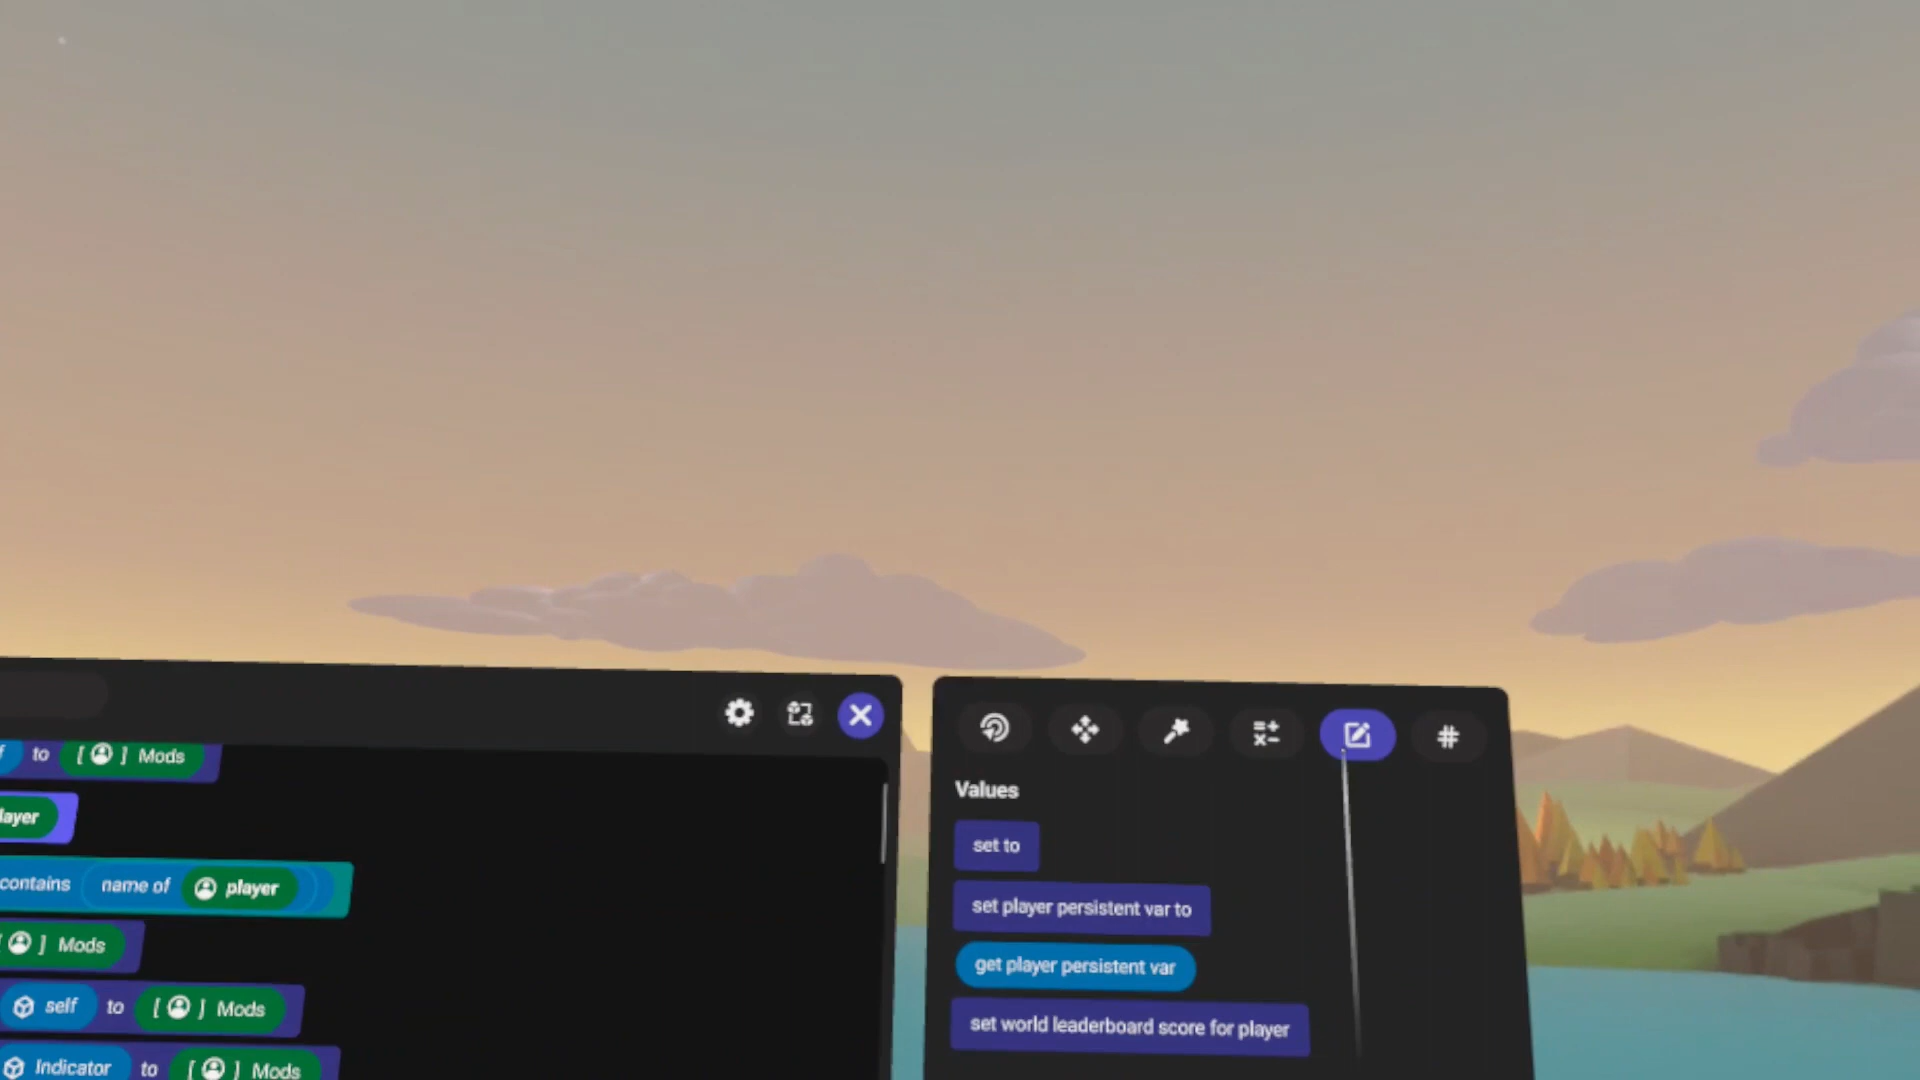 to [ ] Mods
contains name of player
[ ] Mods
self to [ ] Mods
Indicator to [ ] Mods
Values
set to
set player persistent var to
get player persistent var
set world leaderboard score for player